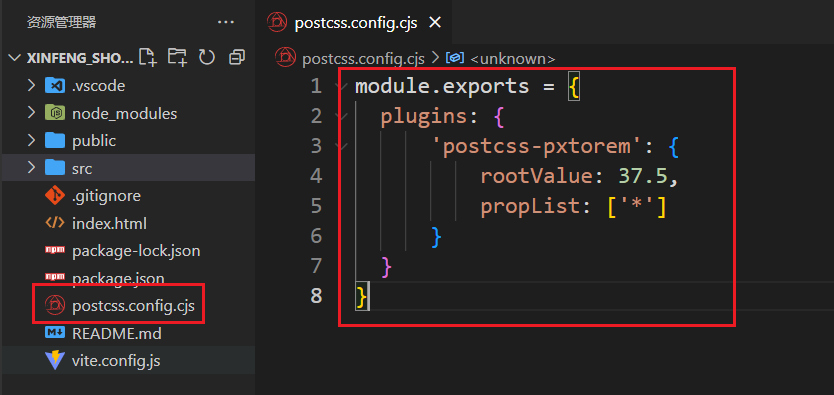 资源管理器
XINFENG_SHO...
.vscode
node_modules
public
src
.gitignore
index.html
package-lock.json
package.json
postcss.config.cjs
README.md
vite.config.js
postcss.config.cjs
postcss.config.cjs > <unknown>
1 module.exports = {
2 plugins: {
3 'postcss-pxtorem': {
4 rootValue: 37.5,
5 propList: ['*']
6 }
7 }
8 }